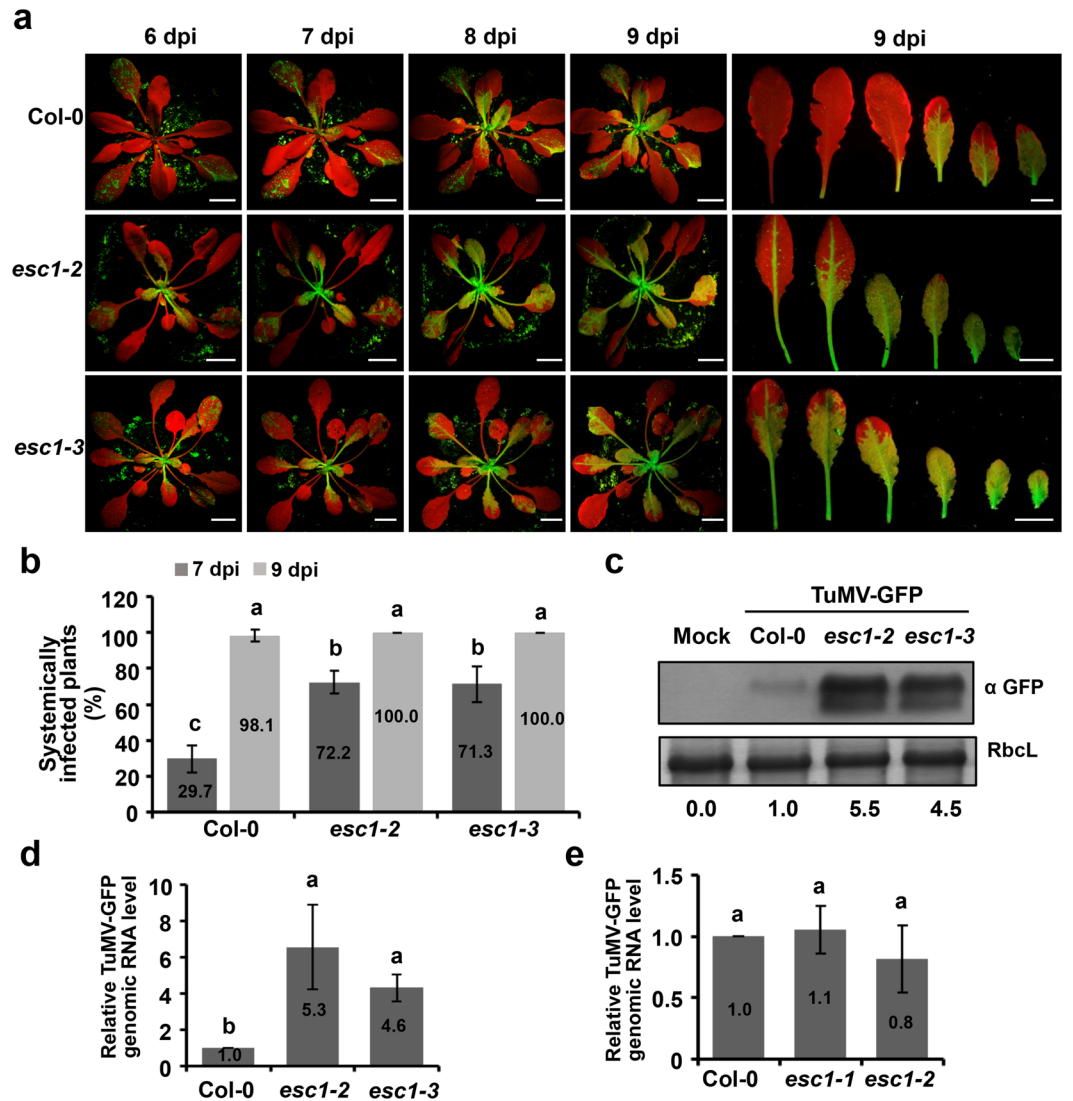 a
6 dpi 7 dpi 8 dpi 9 dpi 9 dpi
Col-0
esc1-2
esc1-3
b
7 dpi 9 dpi
Systemically
infected plants
(%)
120
100
80
60
40
20
0
c a b a b a
29.7 98.1 72.2 100.0 71.3 100.0
Col-0 esc1-2 esc1-3
c
TuMV-GFP
Mock Col-0 esc1-2 esc1-3
α GFP
RbcL
0.0 1.0 5.5 4.5
d
Relative TuMV-GFP
genomic RNA level
10
8
6
4
2
0
b a a
1.0 5.3 4.6
Col-0 esc1-2 esc1-3
e
Relative TuMV-GFP
genomic RNA level
1.5
1.0
0.5
0
a a a
1.0 1.1 0.8
Col-0 esc1-1 esc1-2